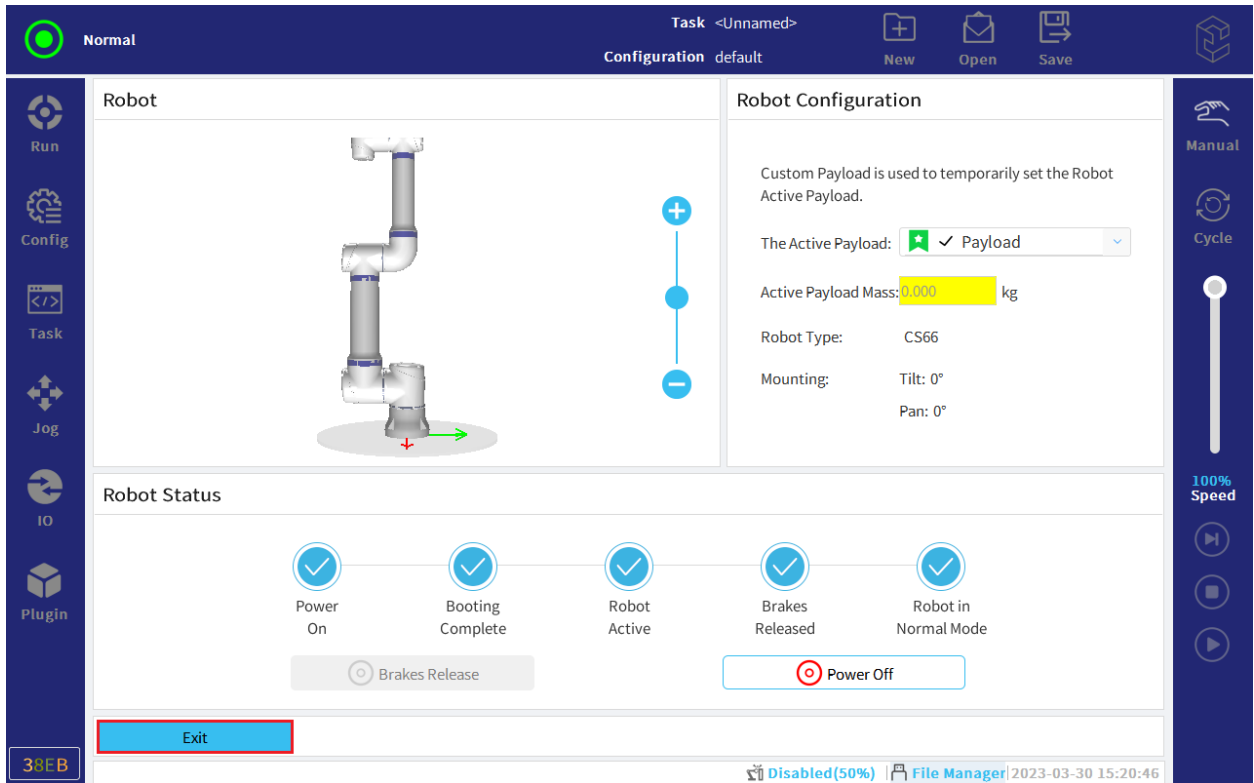 Normal
Task <Unnamed>
Configuration default
New
Open
Save
Run
Config
Task
Jog
IO
Plugin
38EB
Robot
Robot Configuration
Custom Payload is used to temporarily set the Robot
Active Payload.
The Active Payload: Payload
Active Payload Mass: 0.000 kg
Robot Type: CS66
Mounting: Tilt: 0°
Pan: 0°
Robot Status
Power
On
Booting
Complete
Robot
Active
Brakes
Released
Robot in
Normal Mode
Brakes Release
Power Off
Exit
Disabled(50%) File Manager 2023-03-30 15:20:46
Manual
Cycle
100%
Speed